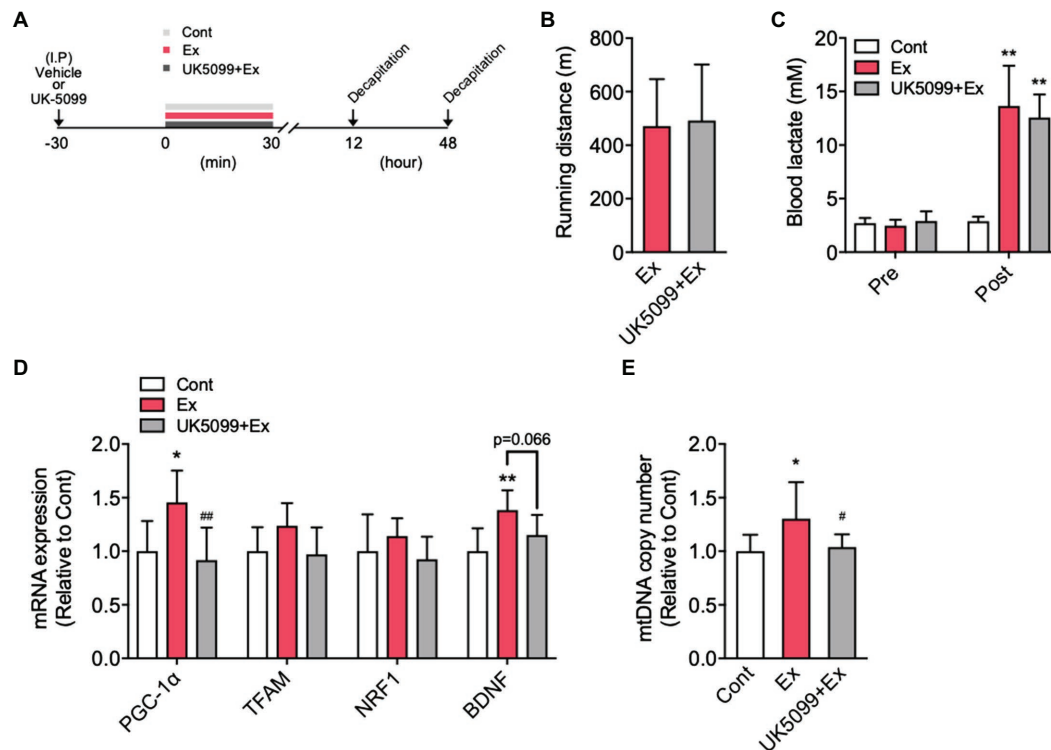 A
(I.P)
Vehicle
or
UK-5099
Cont
Ex
UK5099+Ex
Decapitation
Decapitation
-30
0
30
12
48
(min)
(hour)
B
Running distance (m)
800
600
400
200
0
Ex
UK5099+Ex
C
Cont
Ex
UK5099+Ex
Blood lactate (mM)
20
15
10
5
0
**
**
Pre
Post
D
Cont
Ex
UK5099+Ex
mRNA expression
(Relative to Cont)
2.0
1.5
1.0
0.5
0.0
*
##
p=0.066
**
PGC-1α
TFAM
NRF1
BDNF
E
mtDNA copy number
(Relative to Cont)
2.0
1.5
1.0
0.5
0.0
*
#
Cont
Ex
UK5099+Ex